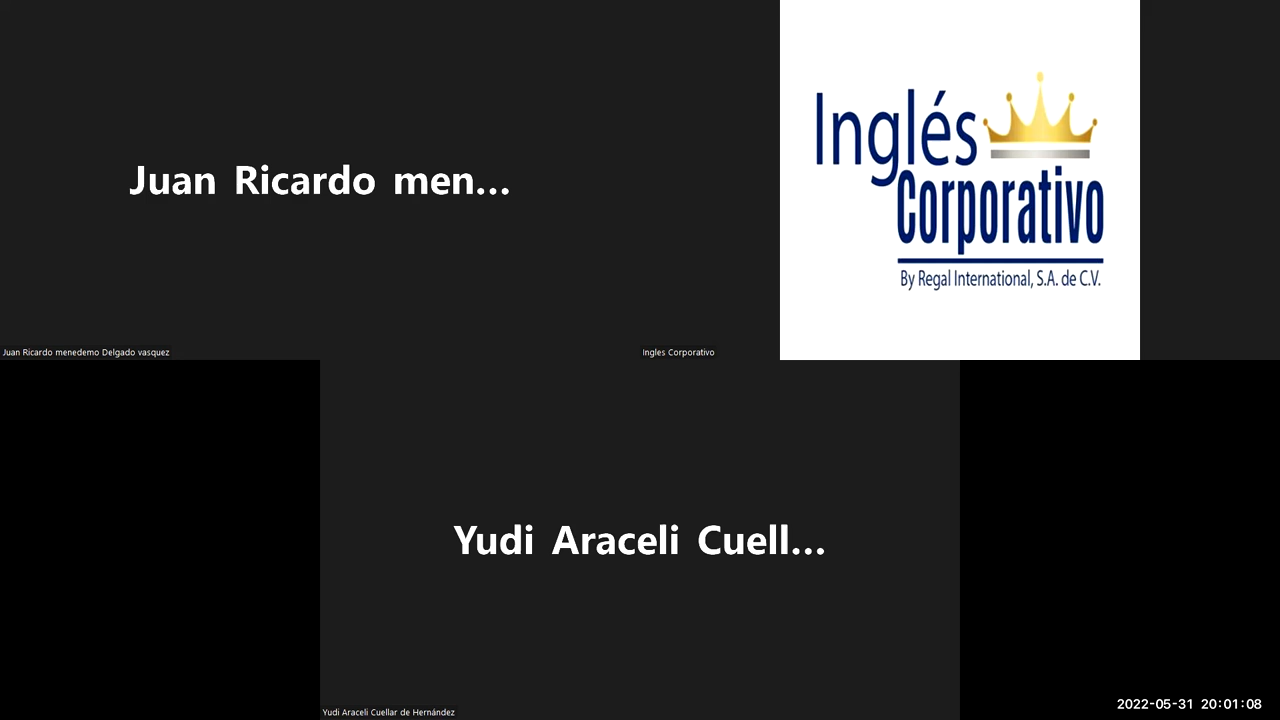 Juan Ricardo men...
Inglés
Corporativo
By Regal International, S.A. de C.V.
Juan Ricardo menedemo Delgado vasquez
Ingles Corporativo
Yudi Araceli Cuell...
Yudi Araceli Cuellar de Hernández
2022-05-31 20:01:08